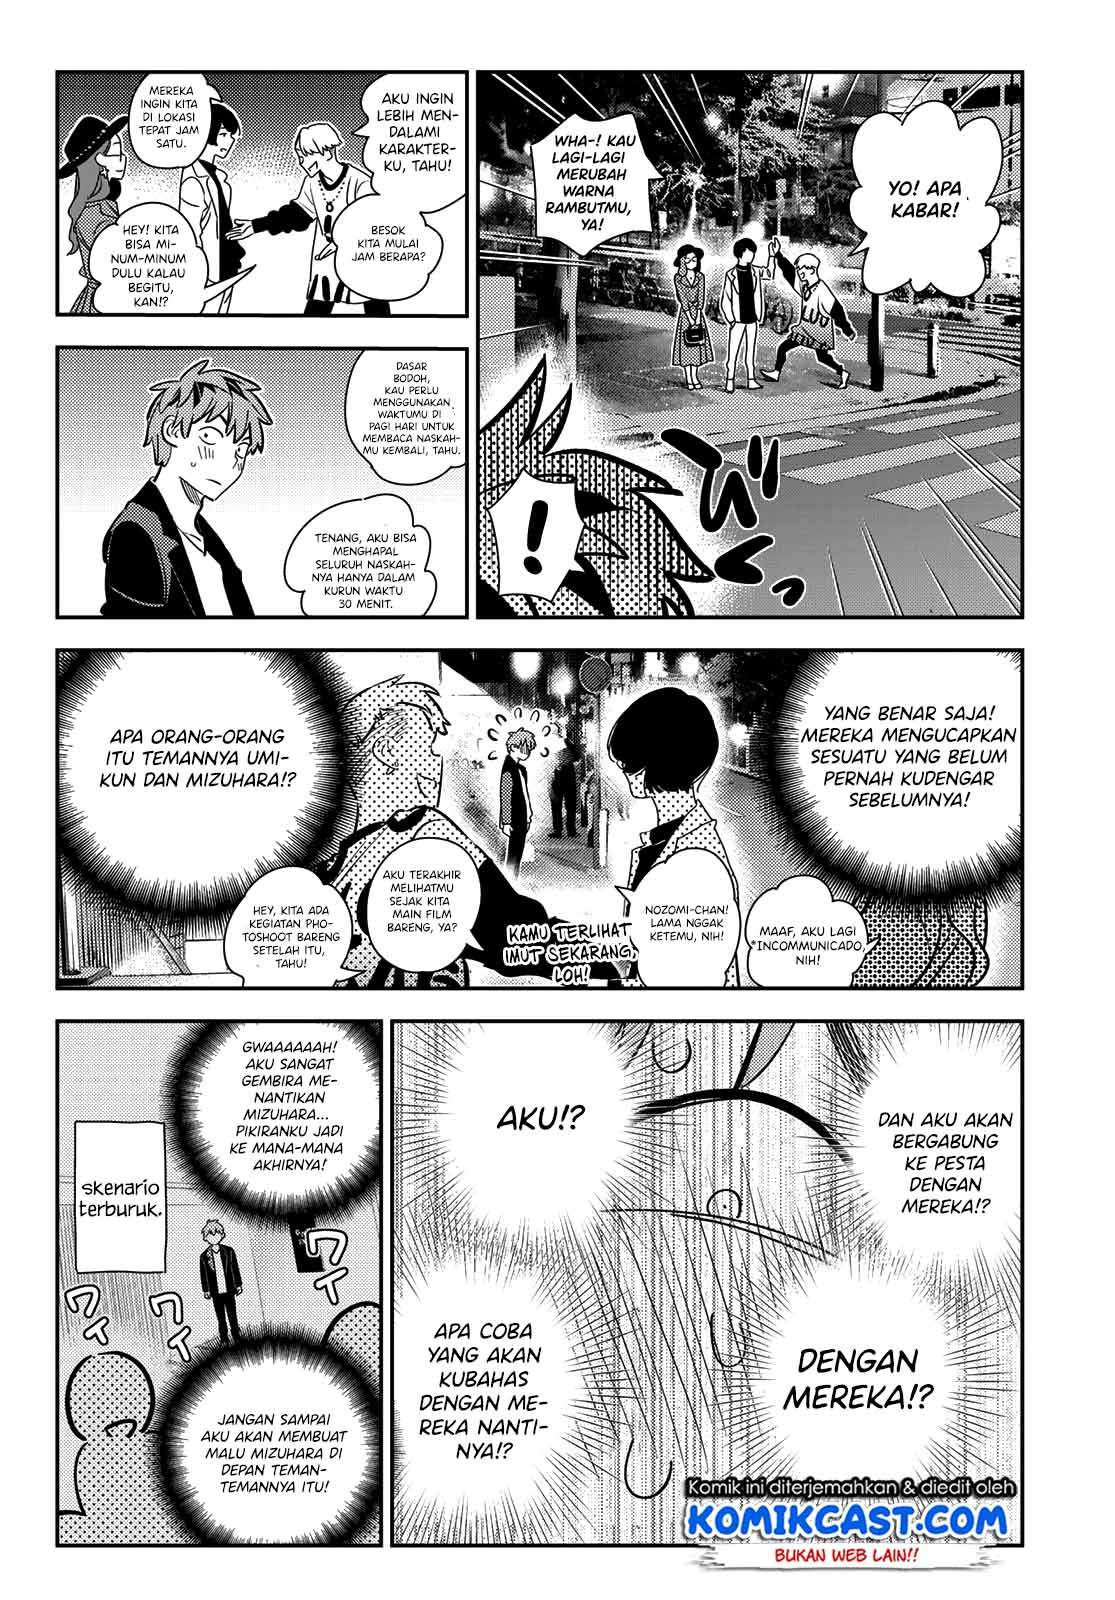 YO! APA
KABAR!
WHA-! KAU
LAGI-LAGI
MERUBAH
WARNA
RAMBUTMU,
YA!
!
AKU INGIN
LEBIH MEN-
DALAMI
KARAKTER-
KU, TAHU!
BESOK
KITA MULAI
JAM BERAPA?
MEREKA
INGIN KITA
DI LOKASI
TEPAT JAM
SATU.
HEY! KITA
BISA MI-
NUM-MINUM
DULU KALAU
BEGITU,
KAN!?
DASAR
BODOH,
KAU PERLU
MENGGUNAKAN
WAKTUMU DI
PAGI HARI UNTUK
MEMBACA NASKAH-
MU KEMBALI, TAHU.
TENANG, AKU BISA
MENGHAPAL
SELURUH NASKAH-
NYA HANYA DALAM
KURUN WAKTU
30 MENIT.
YANG BENAR SAJA!
MEREKA MENGUCAPKAN
SESUATU YANG BELUM
PERNAH KUDENGAR
SEBELUMNYA!
APA ORANG-ORANG
ITU TEMANNYA UMI-
KUN DAN MIZUHARA!?
MAAF, AKU LAGI
*INCOMMUNICADO,
NIH!
NOZOMI-CHAN!
LAMA NGGAK
KETEMU, NIH!
KAMU TERLIHAT
IMUT SEKARANG,
LOH!
AKU TERAKHIR
MELIHATMU
SEJAK KITA
MAIN FILM
BARENG, YA?
HEY, KITA ADA
KEGIATAN PHO-
TOSHOOT BARENG
SETELAH ITU,
TAHU!
DAN AKU AKAN
BERGABUNG
KE PESTA
DENGAN
MEREKA!?
AKU!?
DENGAN
MEREKA!?
APA COBA
YANG AKAN
KUBAHAS
DENGAN ME-
REKA NANTI-
NYA!?
GWAAAAAAH!
AKU SANGAT
GEMBIRA ME-
NANTIKAN
MIZUHARA...
PIKIRANKU JADI
KE MANA-MANA
AKHIRNYA!
skenario
terburuk.
ワイ
ワイ
JANGAN SAMPAI
AKU AKAN MEMBUAT
MALU MIZUHARA DI
DEPAN TEMAN-
TEMANNYA ITU!
Komik ini diterjemahkan & diedit oleh
KOMIKCAST.COM
BUKAN WEB LAIN!!